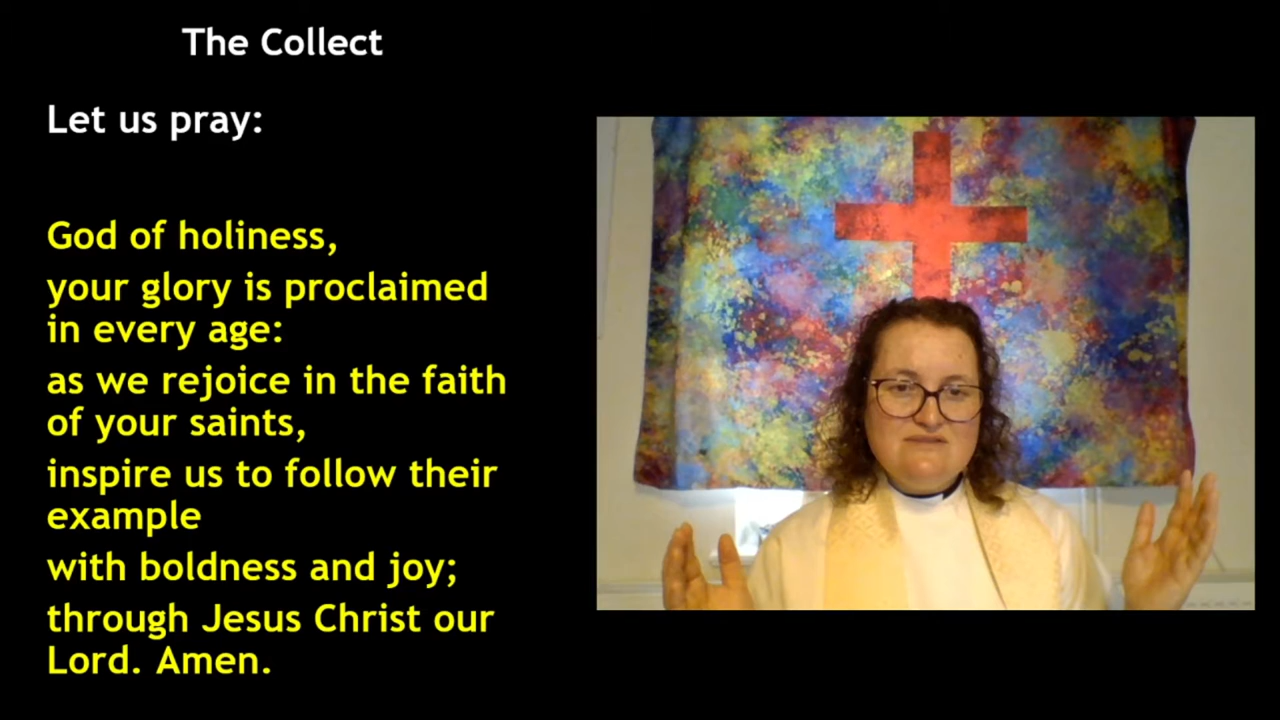 The Collect
Let us pray:
God of holiness,
your glory is proclaimed
in every age:
as we rejoice in the faith
of your saints,
inspire us to follow their
example
with boldness and joy;
through Jesus Christ our
Lord. Amen.